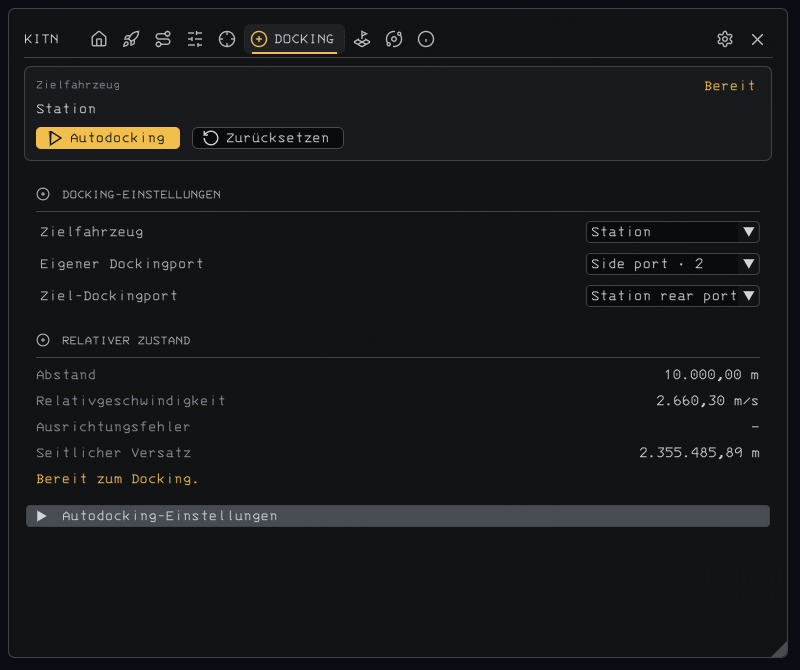 KITN DOCKING
Zielfahrzeug Bereit
Station
Autodocking Zurücksetzen
DOCKING-EINSTELLUNGEN
Zielfahrzeug Station
Eigener Dockingport Side port · 2
Ziel-Dockingport Station rear port
RELATIVER ZUSTAND
Abstand 10.000,00 m
Relativgeschwindigkeit 2.660,30 m/s
Ausrichtungsfehler –
Seitlicher Versatz 2.355.485,89 m
Bereit zum Docking.
Autodocking-Einstellungen